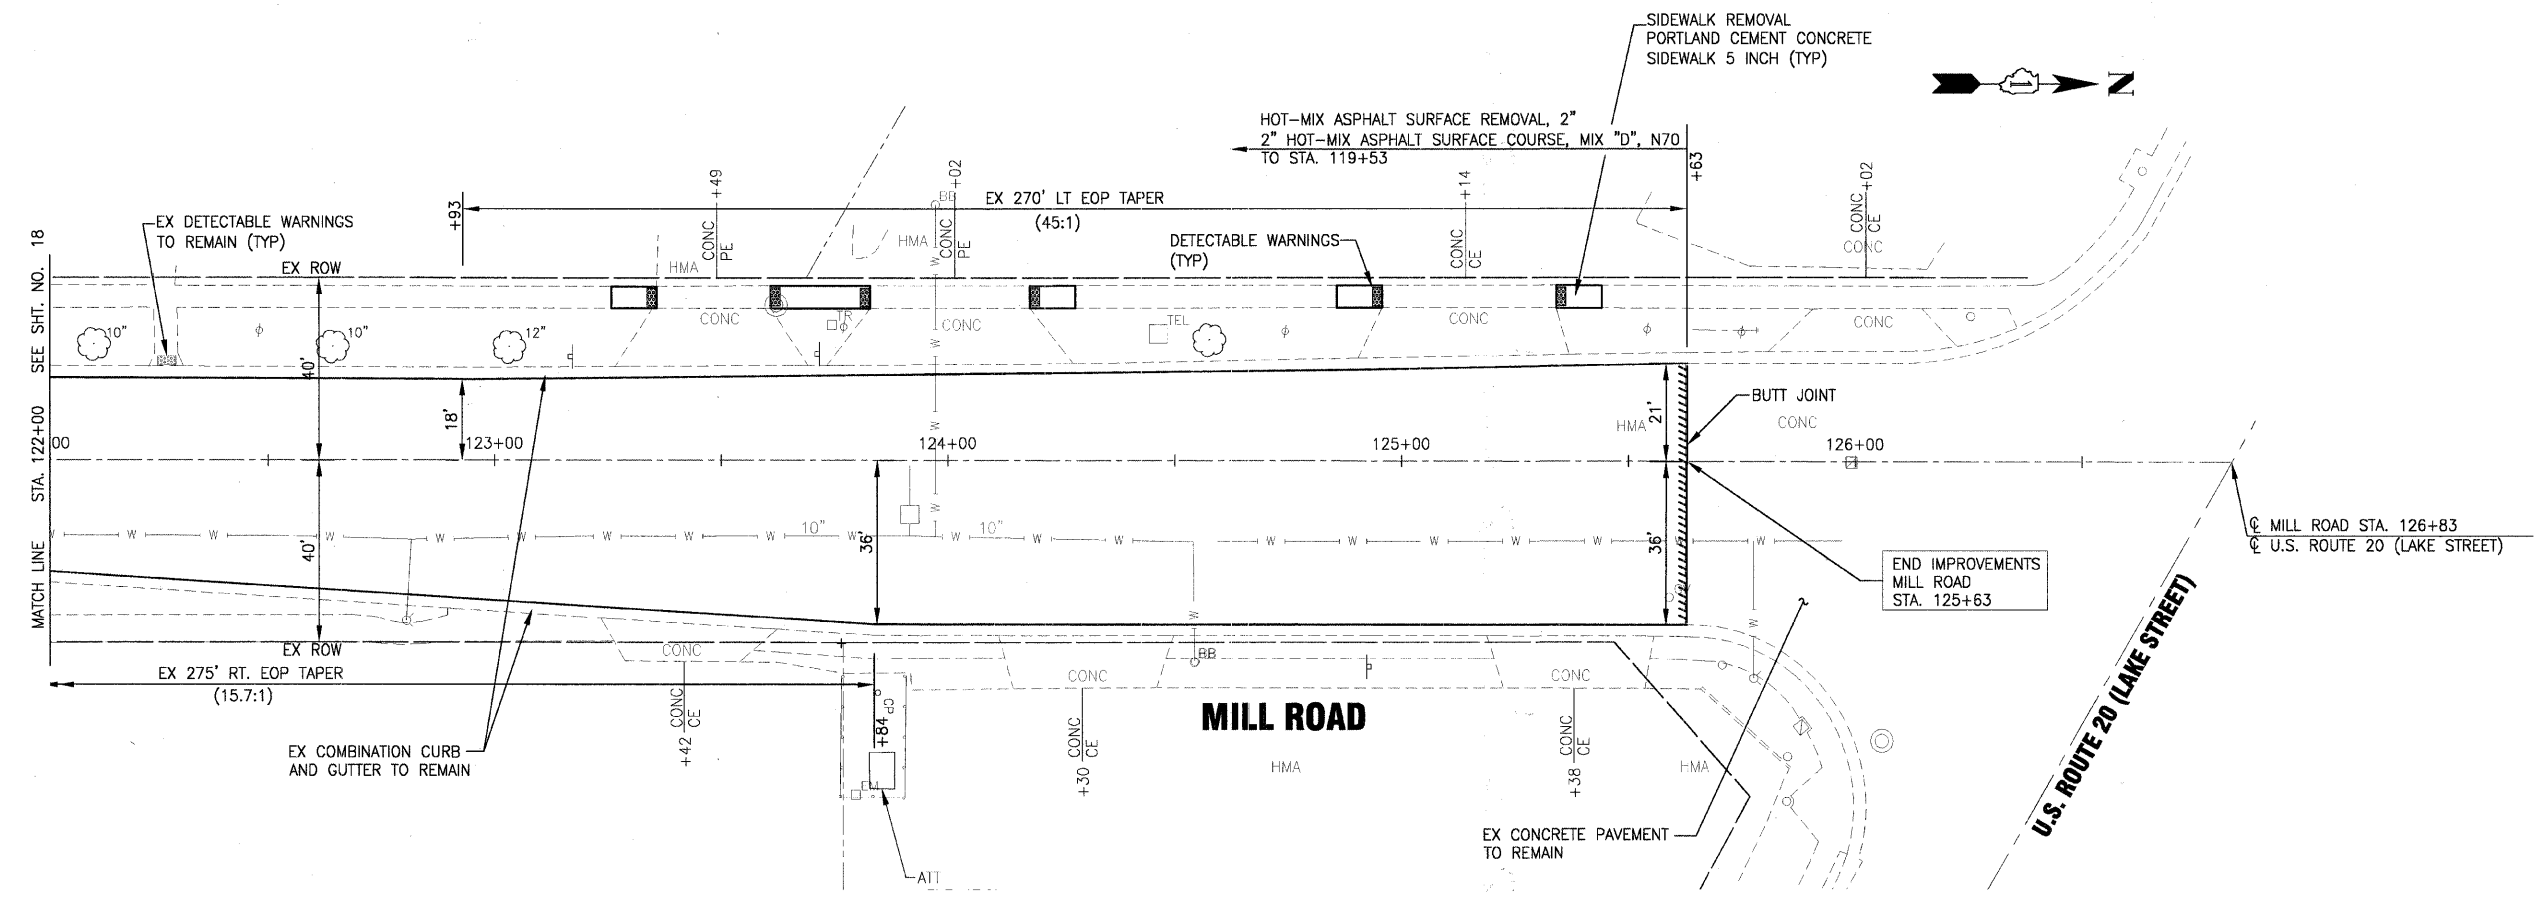 SIDEWALK REMOVAL
PORTLAND CEMENT CONCRETE
SIDEWALK 5 INCH (TYP)
N
HOT-MIX ASPHALT SURFACE REMOVAL, 2"
2" HOT-MIX ASPHALT SURFACE COURSE, MIX "D", N70
TO STA. 119+53
+63
+93
+49
CONC
PE
BB
+02
CONC
PE
EX 270' LT EOP TAPER
(45:1)
+14
CONC
CE
+02
CONC
CE
CONC
EX DETECTABLE WARNINGS
TO REMAIN (TYP)
DETECTABLE WARNINGS
(TYP)
HMA
HMA
EX ROW
MATCH LINE STA. 122+00 SEE SHT. NO. 18
10"
10"
12"
CONC
TR
CONC
TEL
CONC
CONC
40'
18'
21'
BUTT JOINT
HMA
CONC
00
123+00
124+00
125+00
126+00
W W W W W W W W W W W W W W W W W W W W W W
10"
10"
40'
36'
36'
END IMPROVEMENTS
MILL ROAD
STA. 125+63
℄ MILL ROAD STA. 126+83
℄ U.S. ROUTE 20 (LAKE STREET)
U.S. ROUTE 20 (LAKE STREET)
EX ROW
EX 275' RT. EOP TAPER
(15.7:1)
CONC
BB
CONC
CONC
+42
CONC
CE
+84
CP
EM
+30
CONC
CE
MILL ROAD
HMA
+38
CONC
CE
HMA
EX COMBINATION CURB
AND GUTTER TO REMAIN
EX CONCRETE PAVEMENT
TO REMAIN
ATT